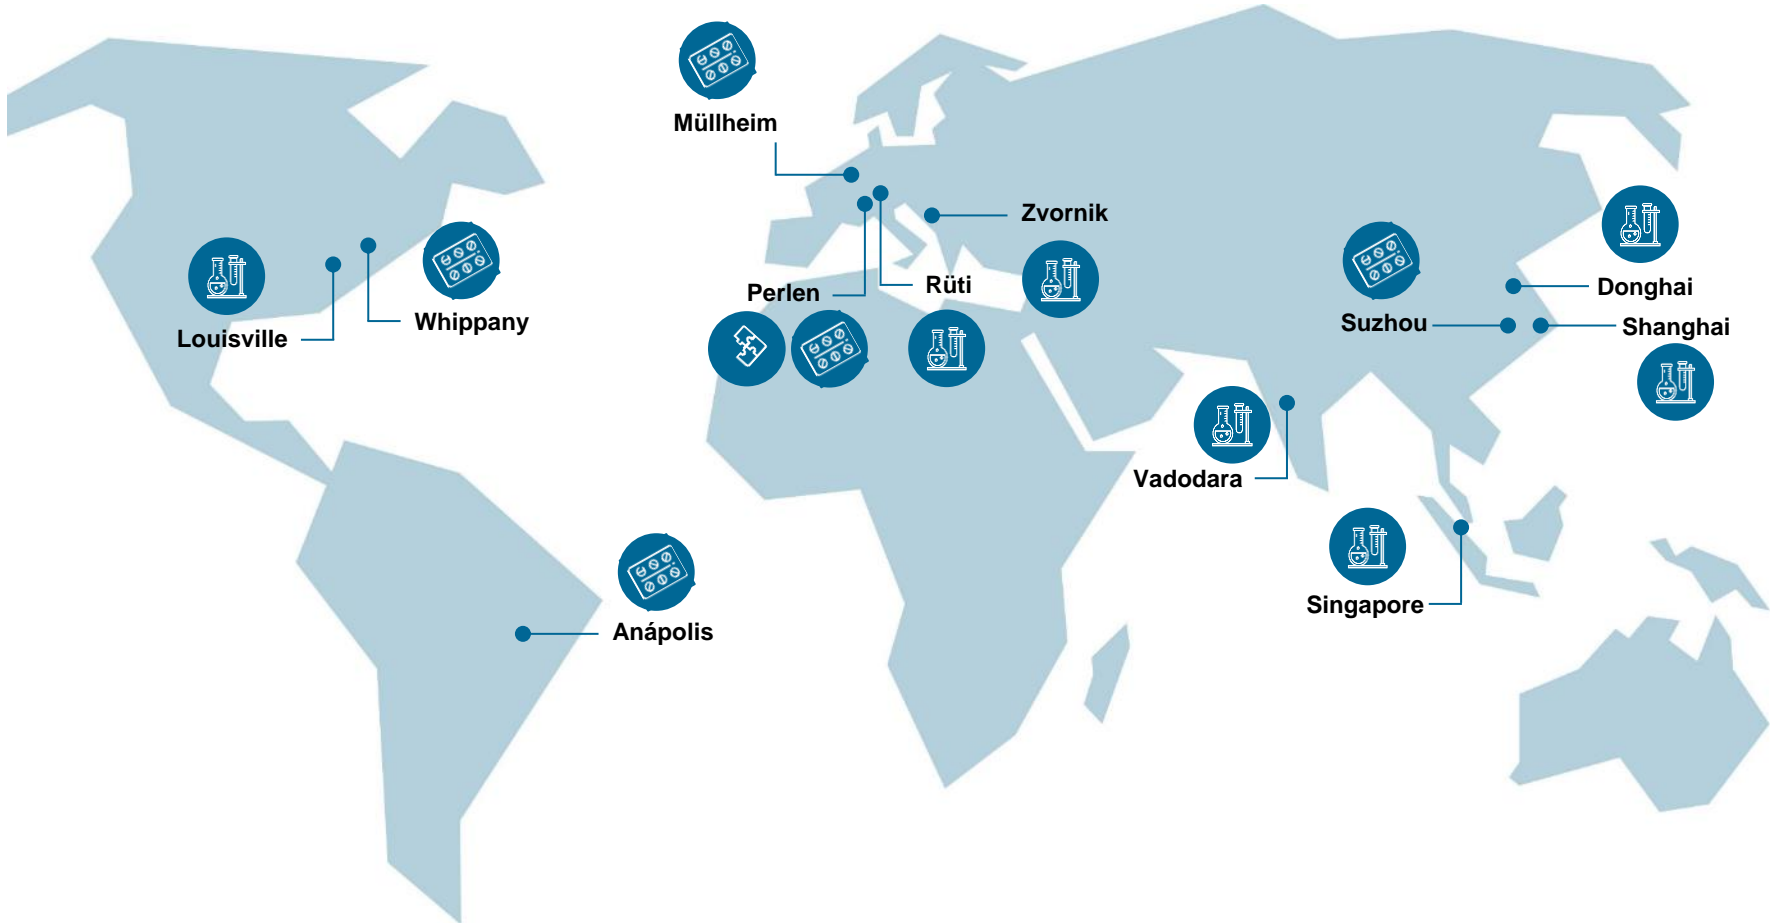 Müllheim
Zvornik
Perlen
Rüti
Louisville
Whippany
Donghai
Suzhou
Shanghai
Vadodara
Singapore
Anápolis